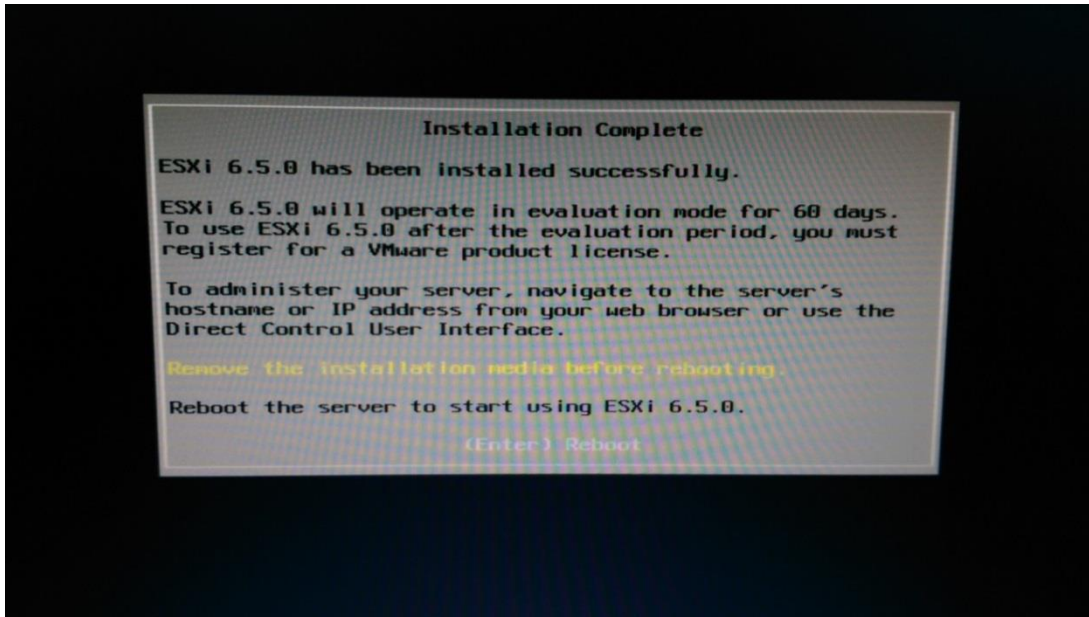 Installation Complete
ESXi 6.5.0 has been installed successfully.
ESXi 6.5.0 will operate in evaluation mode for 60 days.
To use ESXi 6.5.0 after the evaluation period, you must
register for a VMware product license.
To administer your server, navigate to the server's
hostname or IP address from your web browser or use the
Direct Control User Interface.
Remove the installation media before rebooting.
Reboot the server to start using ESXi 6.5.0.
(Enter) Reboot